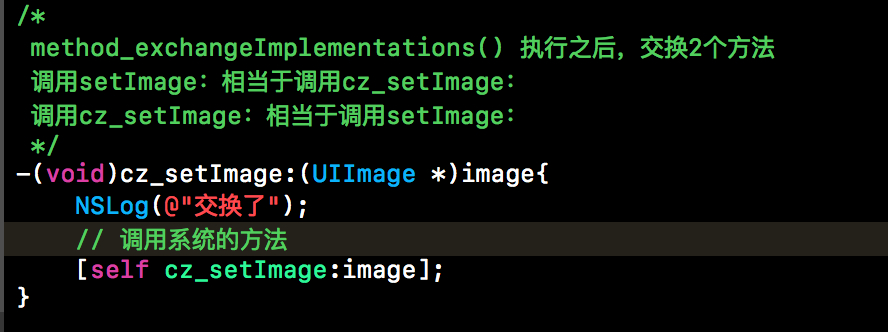 /*
method_exchangeImplementations() 执行之后，交换2个方法
调用setImage：相当于调用cz_setImage：
调用cz_setImage：相当于调用setImage：
*/
-(void)cz_setImage:(UIImage *)image{
NSLog(@"交换了");
// 调用系统的方法
[self cz_setImage:image];
}